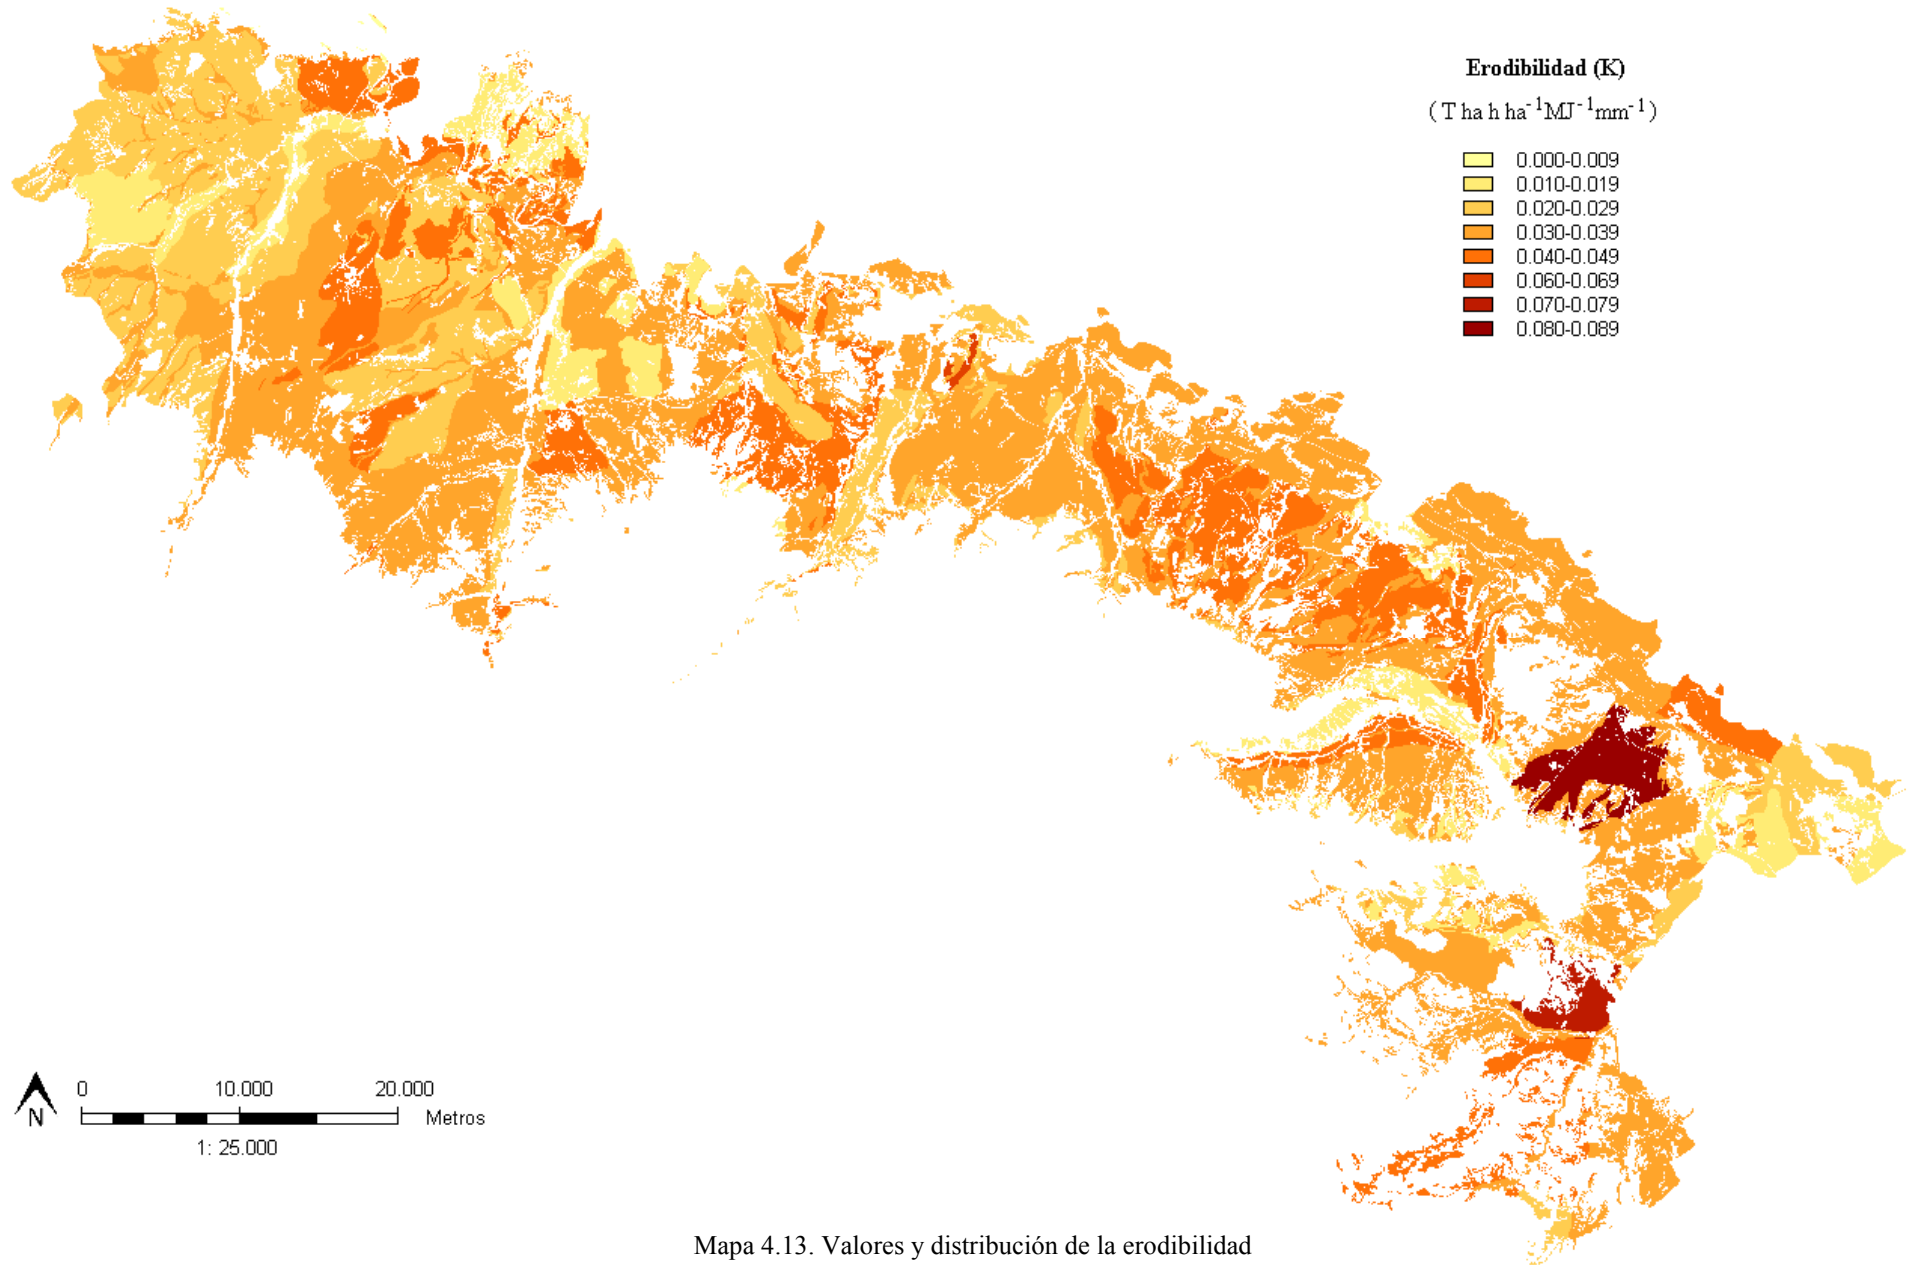 Erodibilidad (K)
( T ha h ha-1MJ-1mm-1 )
0.000-0.009
0.010-0.019
0.020-0.029
0.030-0.039
0.040-0.049
0.060-0.069
0.070-0.079
0.080-0.089
0 10.000 20.000
N
Metros
1: 25.000
Mapa 4.13. Valores y distribución de la erodibilidad